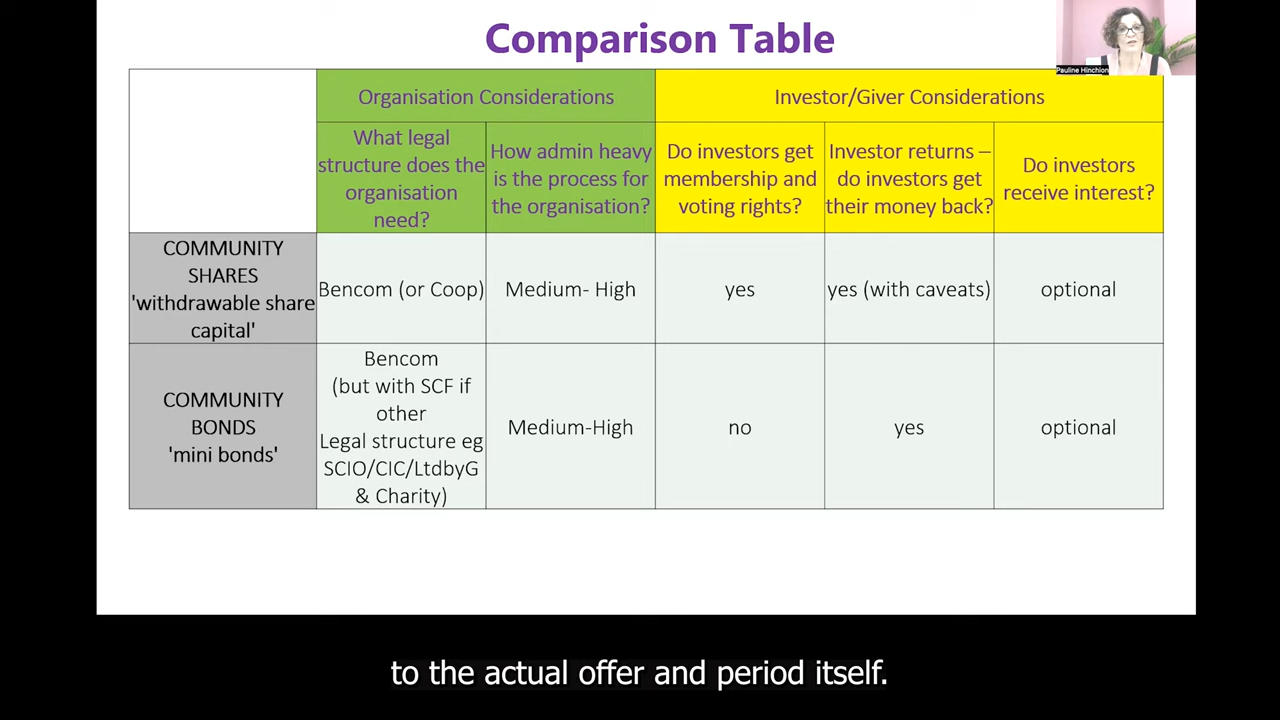 Comparison Table
Pauline Hinchion
Organisation Considerations
Investor/Giver Considerations
What legal
structure does the
organisation
need?
How admin heavy
is the process for
the organisation?
Do investors get
membership and
voting rights?
Investor returns –
do investors get
their money back?
Do investors
receive interest?
COMMUNITY
SHARES
'withdrawable share
capital'
Bencom (or Coop)
Medium- High
yes
yes (with caveats)
optional
COMMUNITY
BONDS
'mini bonds'
Bencom
(but with SCF if
other
Legal structure eg
SCIO/CIC/LtdbyG
& Charity)
Medium-High
no
yes
optional
to the actual offer and period itself.